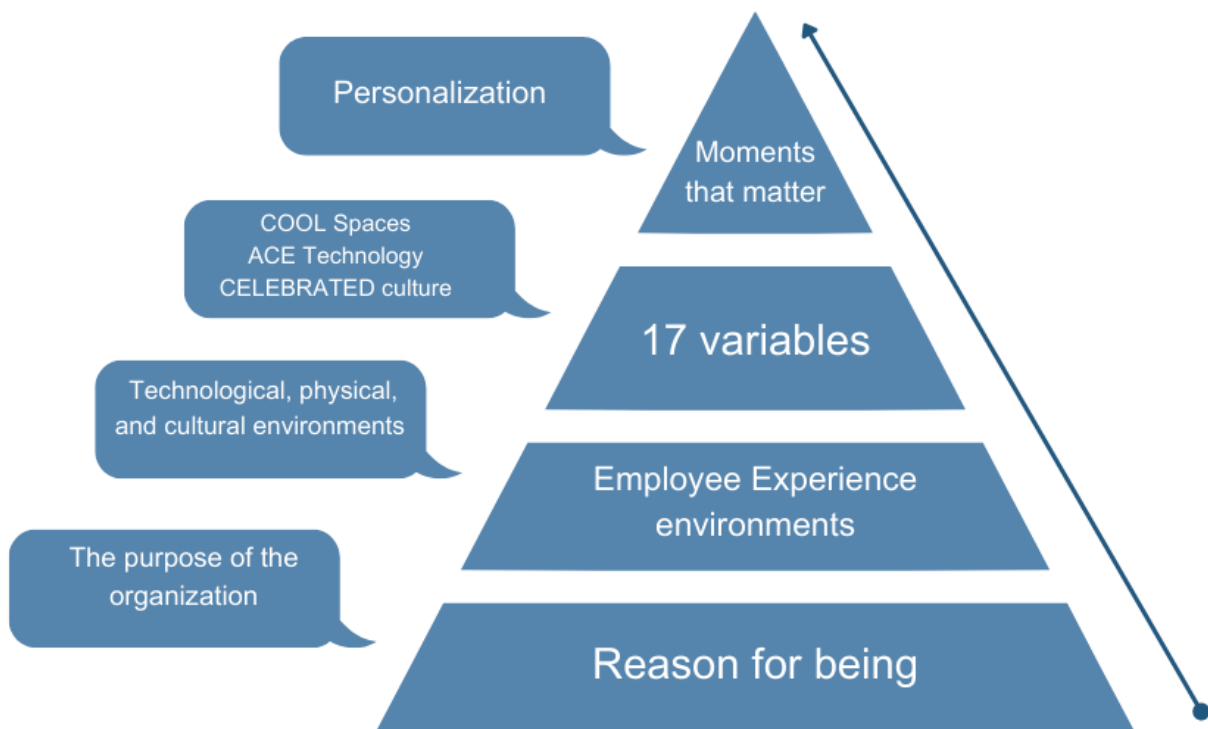 Personalization
Moments
that matter
COOL Spaces
ACE Technology
CELEBRATED culture
17 variables
Technological, physical,
and cultural environments
Employee Experience
environments
The purpose of the
organization
Reason for being